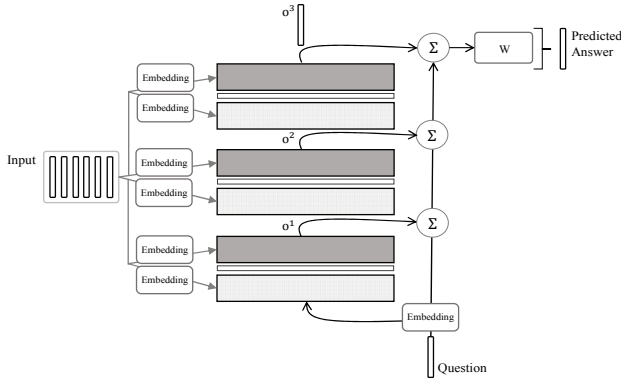 o³
Σ
W
Predicted
Answer
Embedding
Embedding
Input
o²
Σ
Embedding
Embedding
o¹
Σ
Embedding
Embedding
Embedding
Question